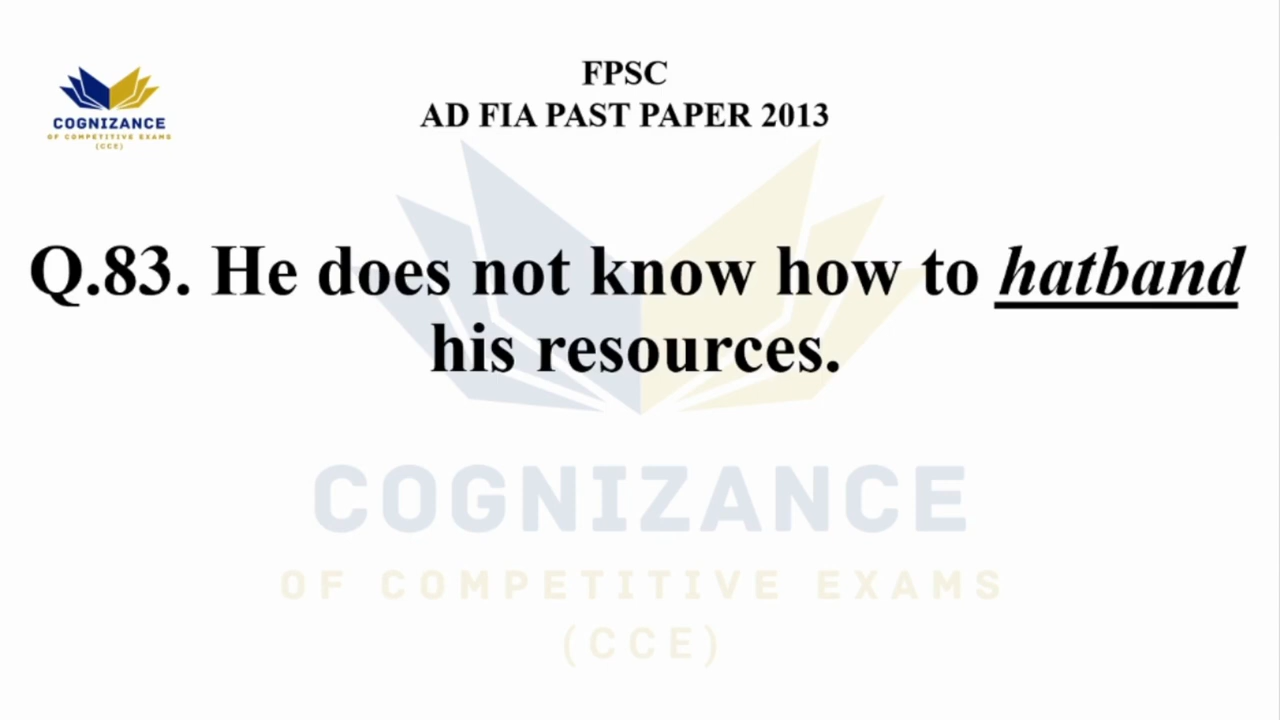 FPSC
AD FIA PAST PAPER 2013
COGNIZANCE
OF COMPETITIVE EXAMS
(CCE)
Q.83. He does not know how to hatband
his resources.
COGNIZANCE
OF COMPETITIVE EXAMS
(CCE)